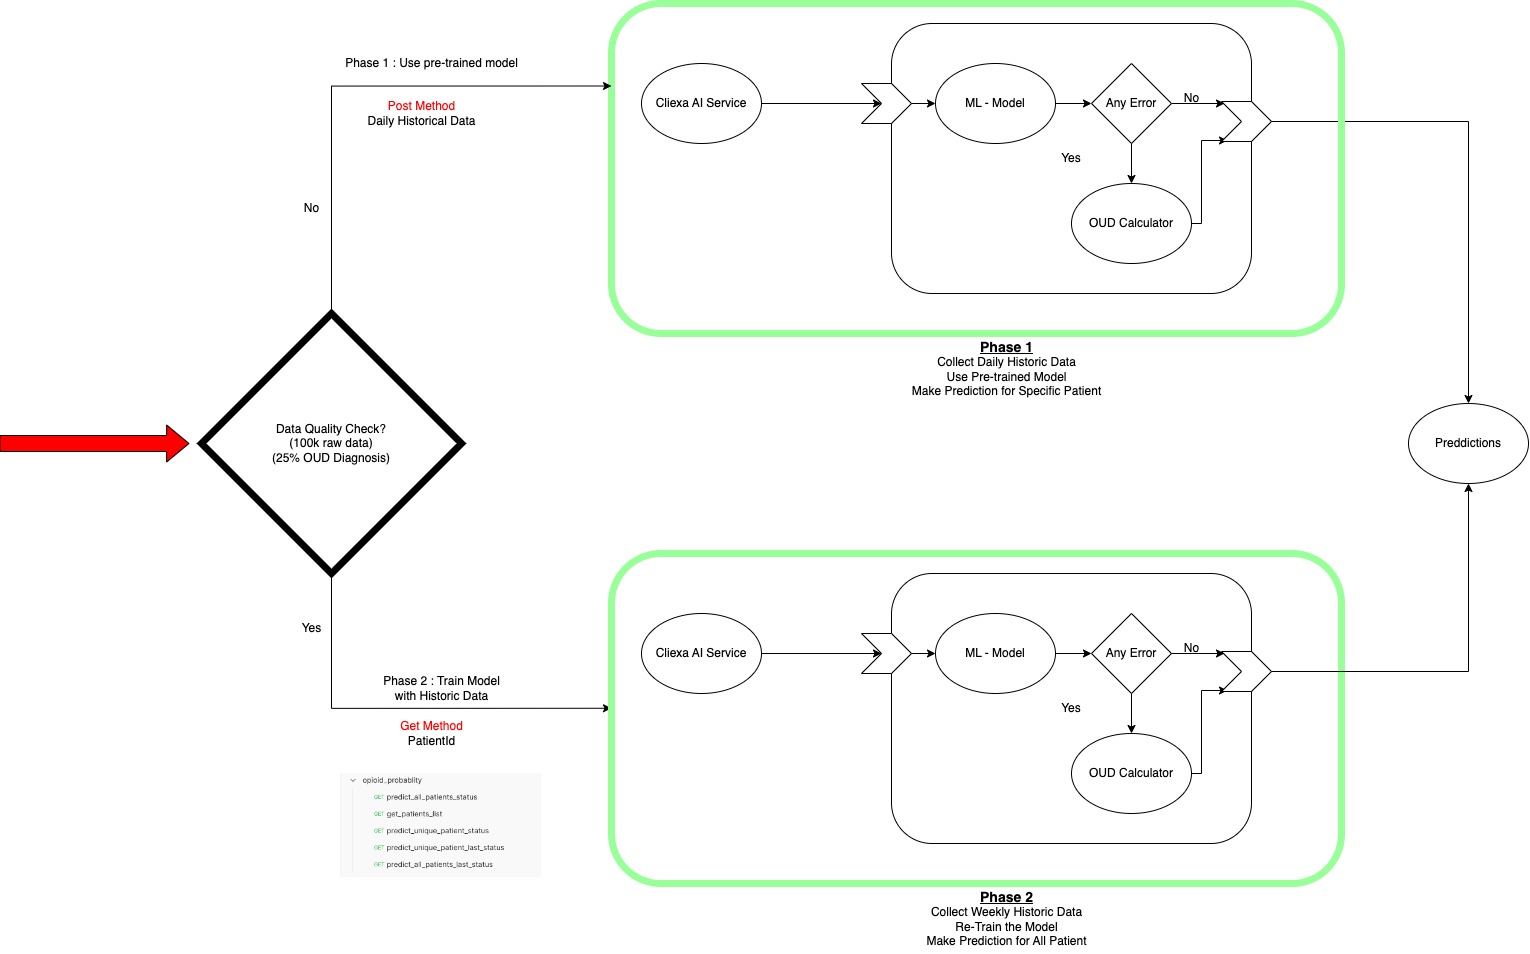 Phase 1 : Use pre-trained model
Post Method
Daily Historical Data
No
Cliexa AI Service
ML - Model
Any Error
No
Yes
OUD Calculator
Phase 1
Collect Daily Historic Data
Use Pre-trained Model
Make Prediction for Specific Patient
Data Quality Check?
(100k raw data)
(25% OUD Diagnosis)
Preddictions
Yes
Phase 2 : Train Model
with Historic Data
Get Method
PatientId
opioid_probablity
GET predict_all_patients_status
GET get_patients_list
GET predict_unique_patient_status
GET predict_unique_patient_last_status
GET predict_all_patients_last_status
Cliexa AI Service
ML - Model
Any Error
No
Yes
OUD Calculator
Phase 2
Collect Weekly Historic Data
Re-Train the Model
Make Prediction for All Patient